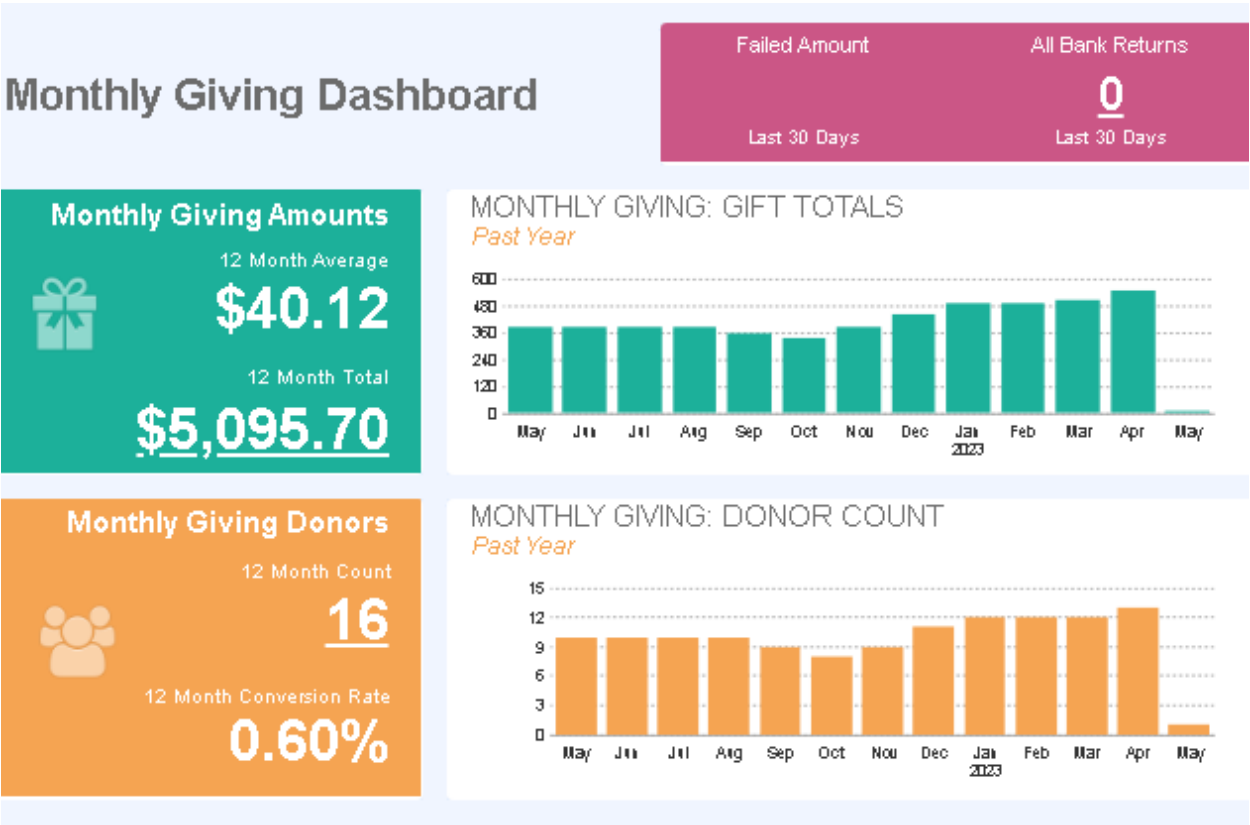 Monthly Giving Dashboard
Failed Amount
Last 30 Days
All Bank Returns
0
Last 30 Days
Monthly Giving Amounts
12 Month Average
$40.12
12 Month Total
$5,095.70
MONTHLY GIVING: GIFT TOTALS
Past Year
600
480
360
240
120
0
May Jun Jul Aug Sep Oct Nov Dec Jan Feb Mar Apr May
2023
Monthly Giving Donors
12 Month Count
16
12 Month Conversion Rate
0.60%
MONTHLY GIVING: DONOR COUNT
Past Year
15
12
9
6
3
0
May Jun Jul Aug Sep Oct Nov Dec Jan Feb Mar Apr May
2023